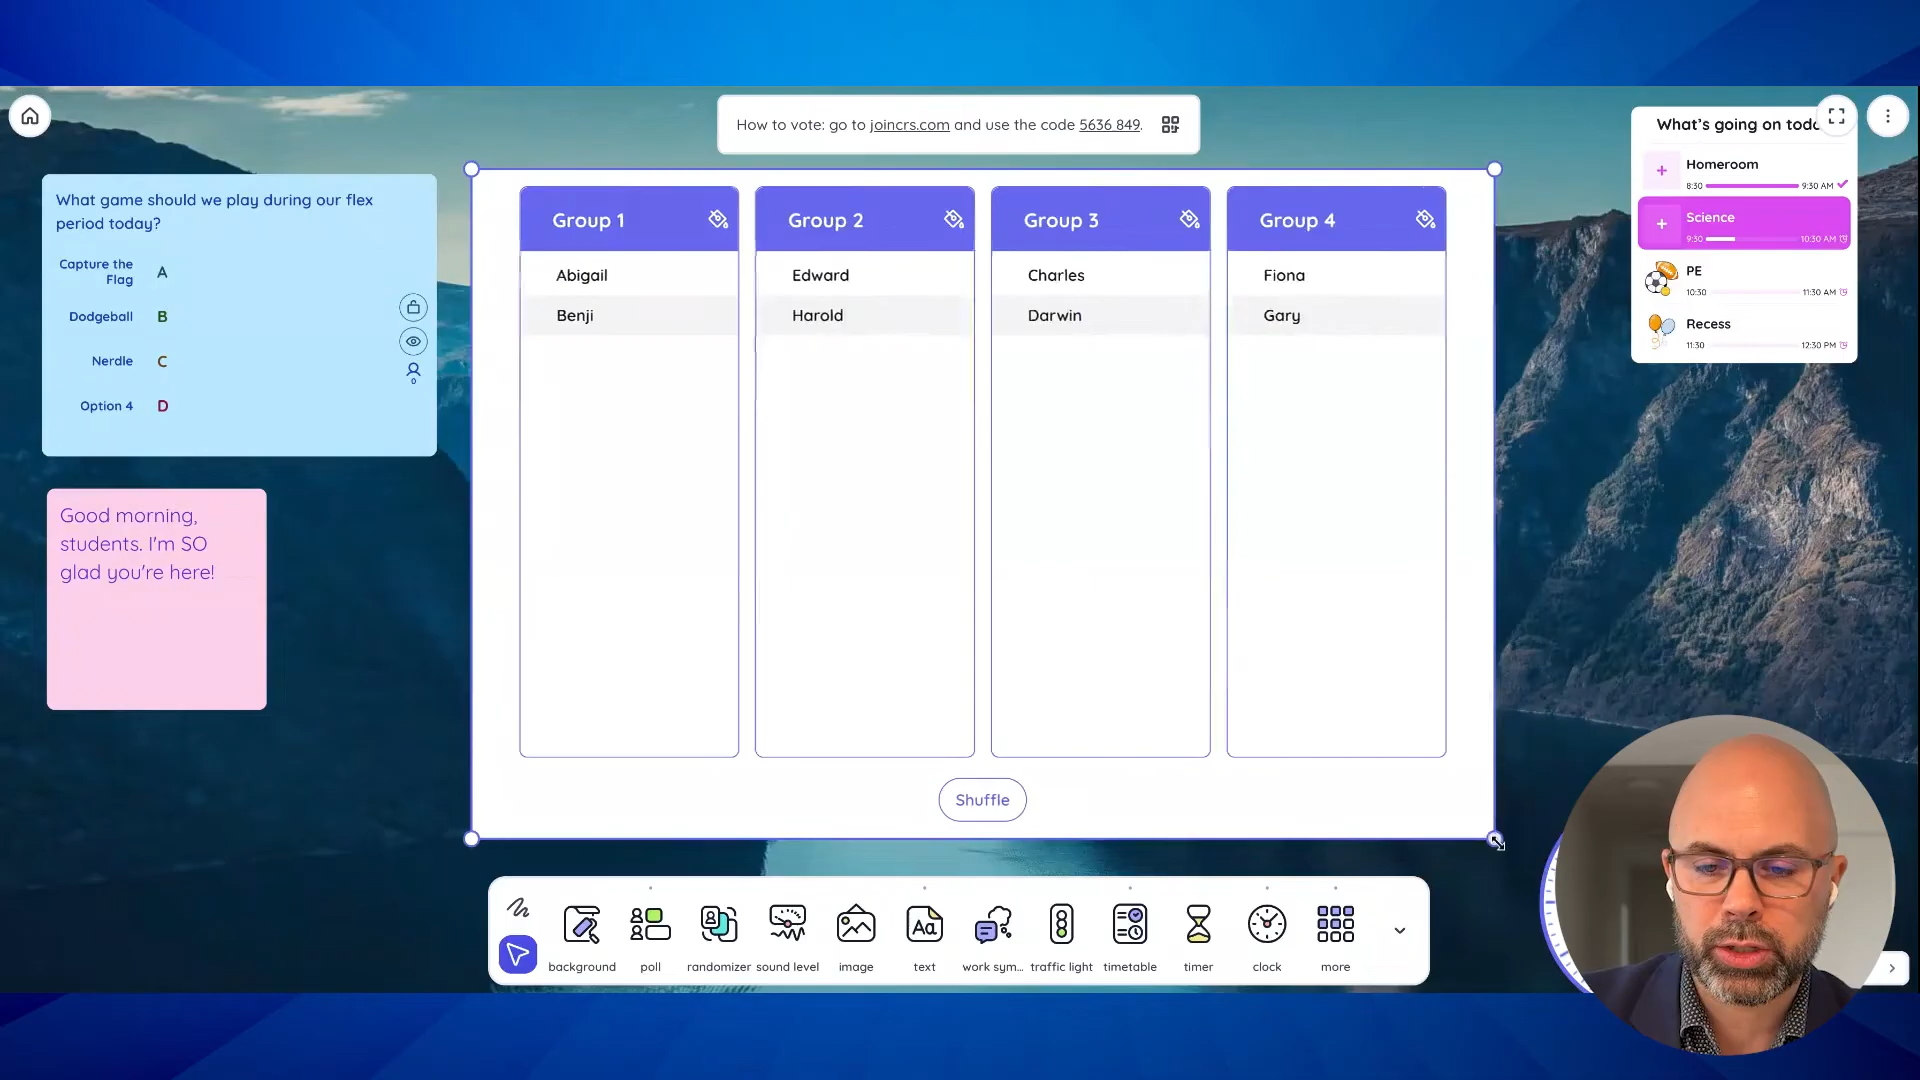 How to vote: go to joincrs.com and use the code 5636 849.
What game should we play during our flex
period today?
Capture the
Flag
A
Dodgeball B
Nerdle C
Option 4 D
Good morning,
students. I'm SO
glad you're here!
Group 1
Abigail
Benji
Group 2
Edward
Harold
Group 3
Charles
Darwin
Group 4
Fiona
Gary
Shuffle
What's going on toda
Homeroom
8:30 9:30 AM
Science
9:30 10:30 AM
PE
10:30 11:30 AM
Recess
11:30 12:30 PM
background
poll
randomizer
sound level
image
Aa
text
work sym...
traffic light
timetable
timer
clock
more
0